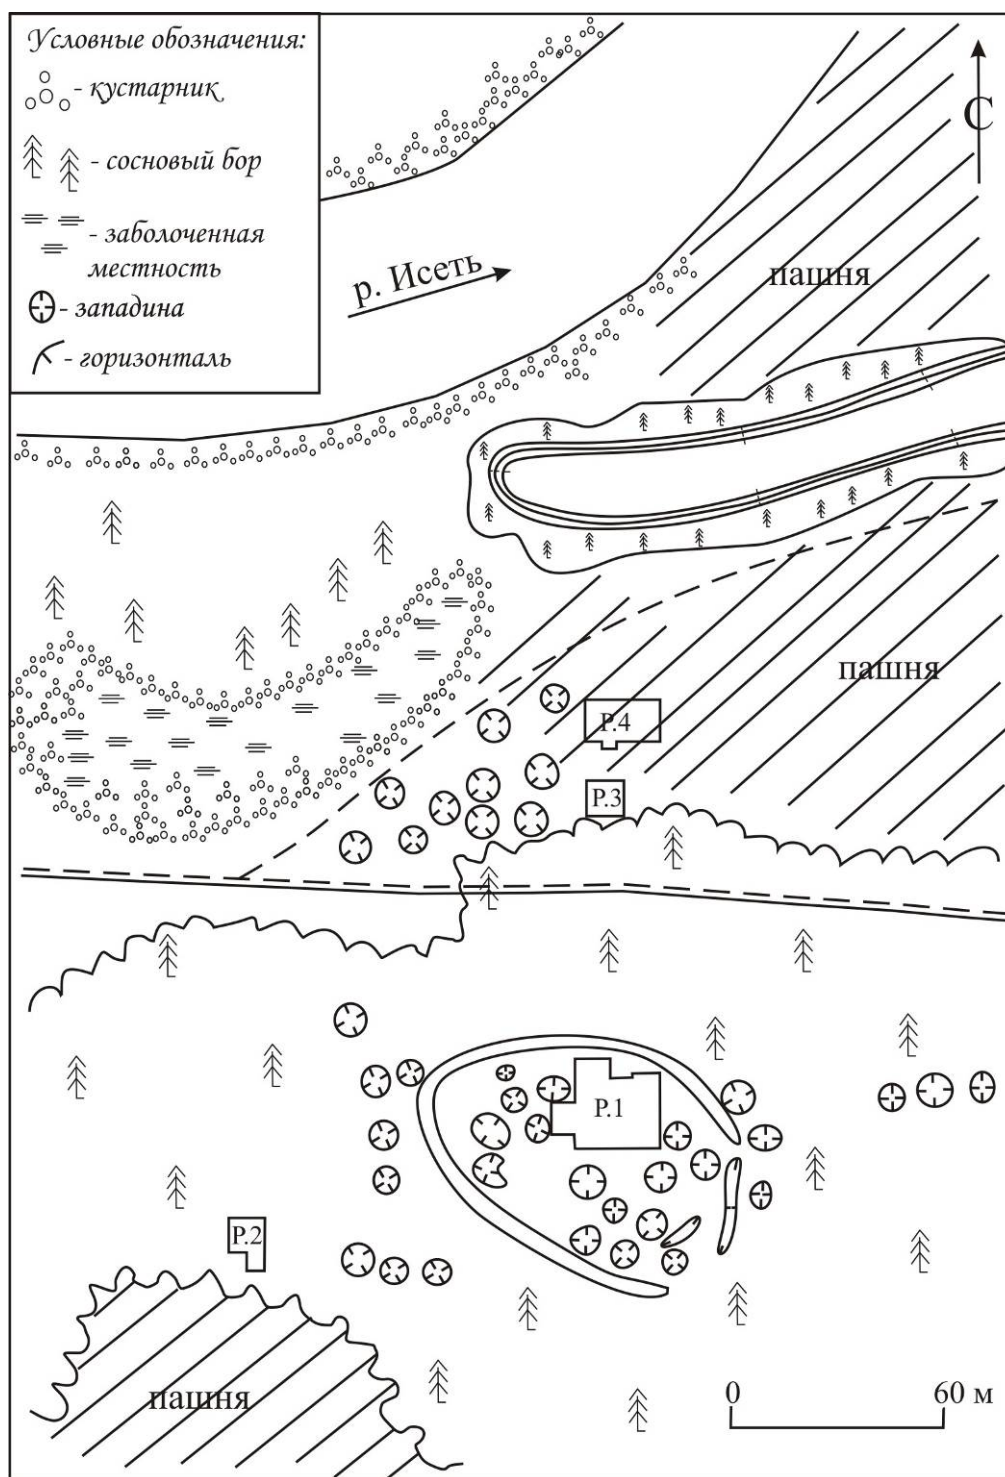 Условные обозначения:
- кустарник
- сосновый бор
- заболоченная
местность
- западина
- горизонталь
С
р. Исеть
пашня
пашня
Р.4
Р.3
Р.1
Р.2
пашня
0 60 м